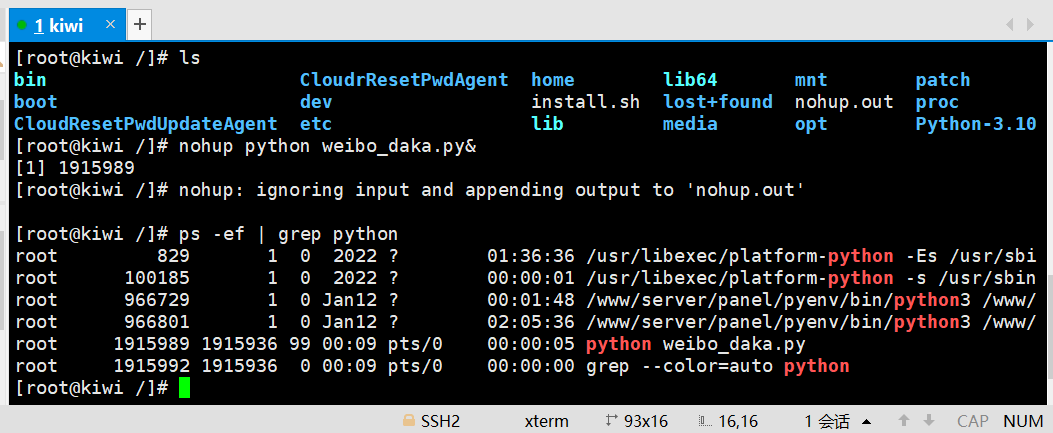 1 kiwi × +
[root@kiwi /]# ls
bin CloudrResetPwdAgent home lib64 mnt patch
boot dev install.sh lost+found nohup.out proc
CloudResetPwdUpdateAgent etc lib media opt Python-3.10
[root@kiwi /]# nohup python weibo_daka.py&
[1] 1915989
[root@kiwi /]# nohup: ignoring input and appending output to 'nohup.out'
[root@kiwi /]# ps -ef | grep python
root 829 1 0 2022 ? 01:36:36 /usr/libexec/platform-python -Es /usr/sbi
root 100185 1 0 2022 ? 00:00:01 /usr/libexec/platform-python -s /usr/sbin
root 966729 1 0 Jan12 ? 00:01:48 /www/server/panel/pyenv/bin/python3 /www/
root 966801 1 0 Jan12 ? 02:05:36 /www/server/panel/pyenv/bin/python3 /www/
root 1915989 1915936 99 00:09 pts/0 00:00:05 python weibo_daka.py
root 1915992 1915936 0 00:09 pts/0 00:00:00 grep --color=auto python
[root@kiwi /]#
SSH2 xterm 93x16 16,16 1 会话 CAP NUM